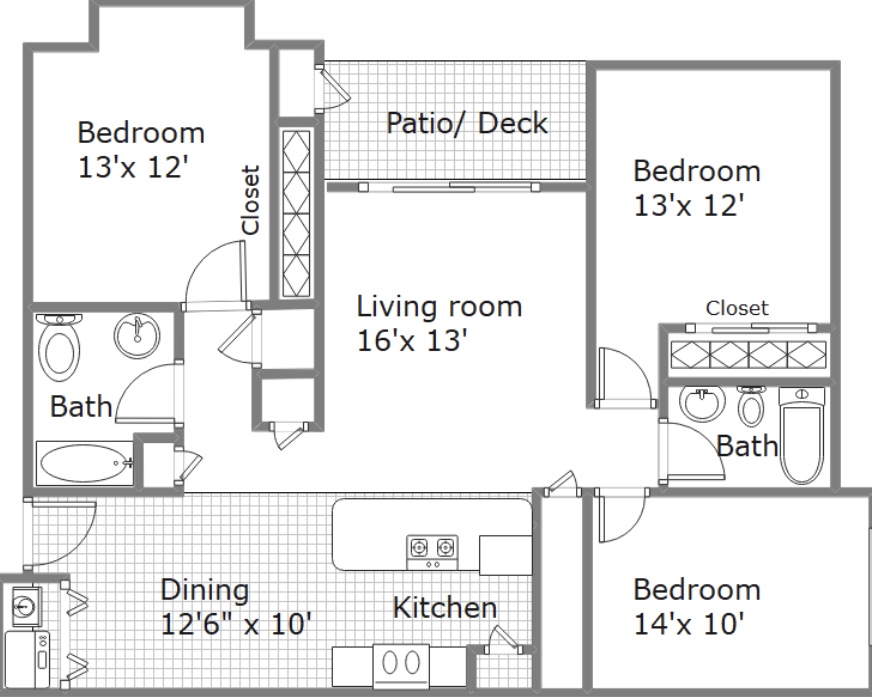 Bedroom
13'x 12'
Closet
Patio/ Deck
Bedroom
13'x 12'
Living room
16'x 13'
Closet
Bath
Bath
Dining
12'6" x 10'
Kitchen
Bedroom
14'x 10'